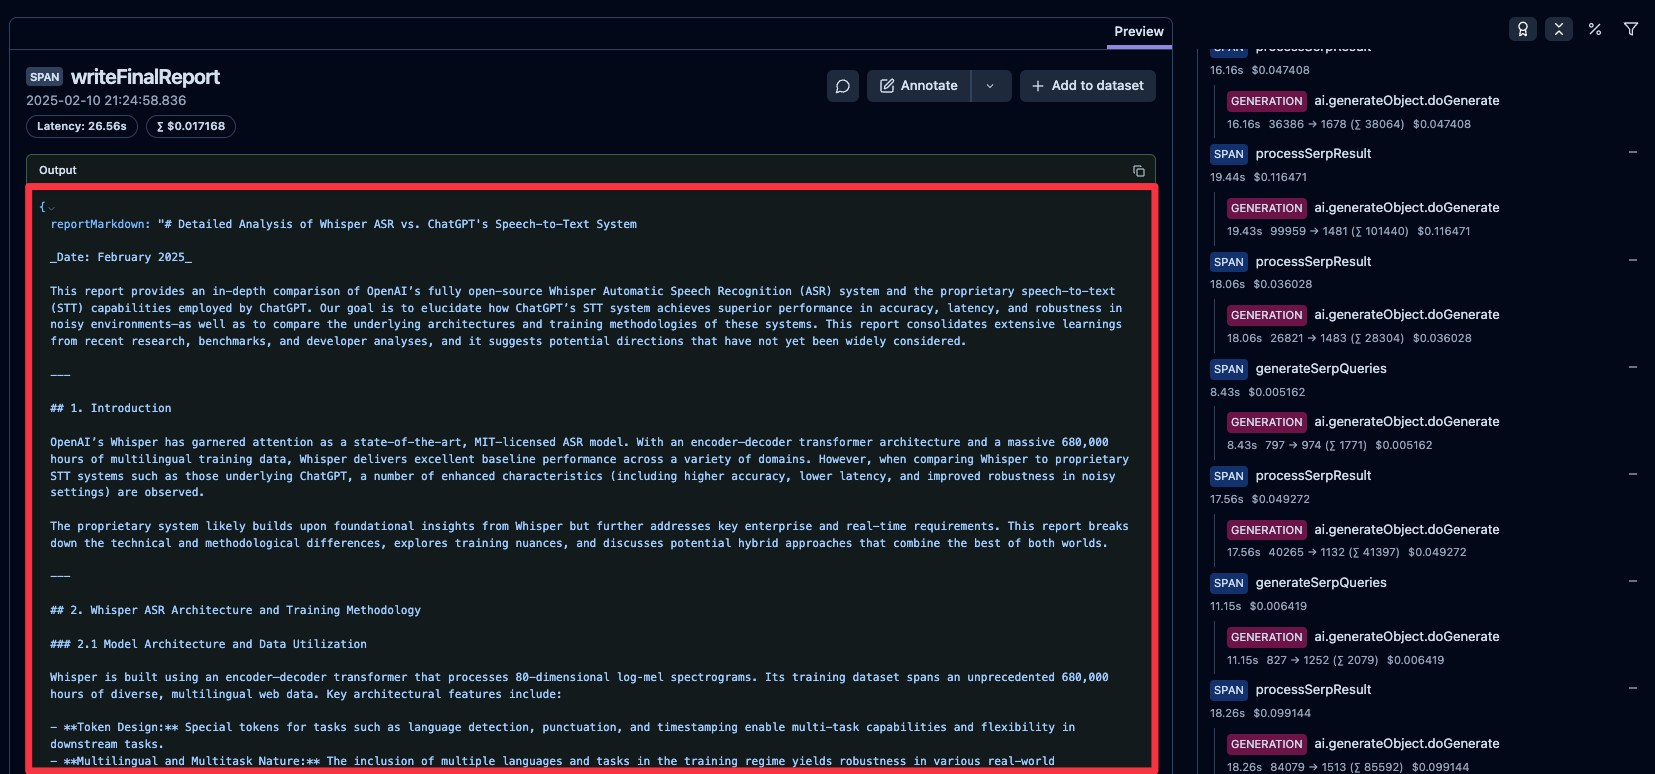 Preview
SPAN writeFinalReport
2025-02-10 21:24:58.836
Latency: 26.56s ∑ $0.017168
Annotate
+ Add to dataset
Output
{
reportMarkdown: "# Detailed Analysis of Whisper ASR vs. ChatGPT's Speech-to-Text System
_Date: February 2025_
This report provides an in-depth comparison of OpenAI’s fully open-source Whisper Automatic Speech Recognition (ASR) system and the proprietary speech-to-text
(STT) capabilities employed by ChatGPT. Our goal is to elucidate how ChatGPT’s STT system achieves superior performance in accuracy, latency, and robustness in
noisy environments—as well as to compare the underlying architectures and training methodologies of these systems. This report consolidates extensive learnings
from recent research, benchmarks, and developer analyses, and it suggests potential directions that have not yet been widely considered.
---
## 1. Introduction
OpenAI’s Whisper has garnered attention as a state-of-the-art, MIT-licensed ASR model. With an encoder–decoder transformer architecture and a massive 680,000
hours of multilingual training data, Whisper delivers excellent baseline performance across a variety of domains. However, when comparing Whisper to proprietary
STT systems such as those underlying ChatGPT, a number of enhanced characteristics (including higher accuracy, lower latency, and improved robustness in noisy
settings) are observed.
The proprietary system likely builds upon foundational insights from Whisper but further addresses key enterprise and real-time requirements. This report breaks
down the technical and methodological differences, explores training nuances, and discusses potential hybrid approaches that combine the best of both worlds.
---
## 2. Whisper ASR Architecture and Training Methodology
### 2.1 Model Architecture and Data Utilization
Whisper is built using an encoder–decoder transformer that processes 80-dimensional log-mel spectrograms. Its training dataset spans an unprecedented 680,000
hours of diverse, multilingual web data. Key architectural features include:
- **Token Design:** Special tokens for tasks such as language detection, punctuation, and timestamping enable multi-task capabilities and flexibility in
downstream tasks.
- **Multilingual and Multitask Nature:** The inclusion of multiple languages and tasks in the training regime yields robustness in various real-world
SPAN processSerpResult
16.16s $0.047408
GENERATION ai.generateObject.doGenerate
16.16s 36386 → 1678 (∑ 38064) $0.047408
SPAN processSerpResult
19.44s $0.116471
GENERATION ai.generateObject.doGenerate
19.43s 99959 → 1481 (∑ 101440) $0.116471
SPAN processSerpResult
18.06s $0.036028
GENERATION ai.generateObject.doGenerate
18.06s 26821 → 1483 (∑ 28304) $0.036028
SPAN generateSerpQueries
8.43s $0.005162
GENERATION ai.generateObject.doGenerate
8.43s 797 → 974 (∑ 1771) $0.005162
SPAN processSerpResult
17.56s $0.049272
GENERATION ai.generateObject.doGenerate
17.56s 40265 → 1132 (∑ 41397) $0.049272
SPAN generateSerpQueries
11.15s $0.006419
GENERATION ai.generateObject.doGenerate
11.15s 827 → 1252 (∑ 2079) $0.006419
SPAN processSerpResult
18.26s $0.099144
GENERATION ai.generateObject.doGenerate
18.26s 84079 → 1513 (∑ 85592) $0.099144